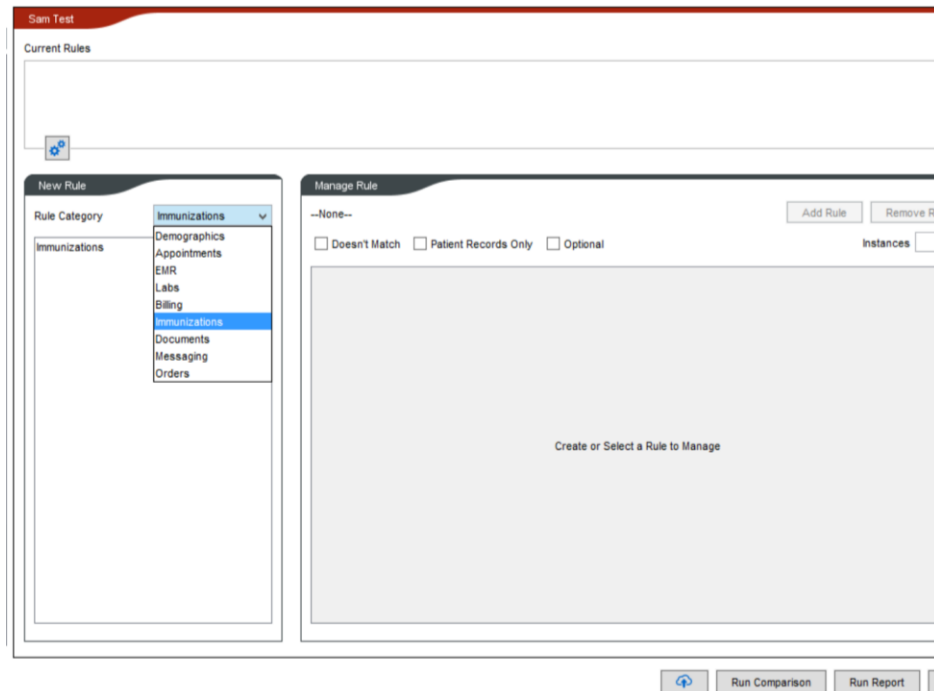 Sam Test
Current Rules
New Rule
Rule Category
Immunizations
Immunizations
Demographics
Appointments
EMR
Labs
Billing
Immunizations
Documents
Messaging
Orders
Manage Rule
--None--
Add Rule
Remove R
Doesn't Match
Patient Records Only
Optional
Instances
Create or Select a Rule to Manage
Run Comparison
Run Report